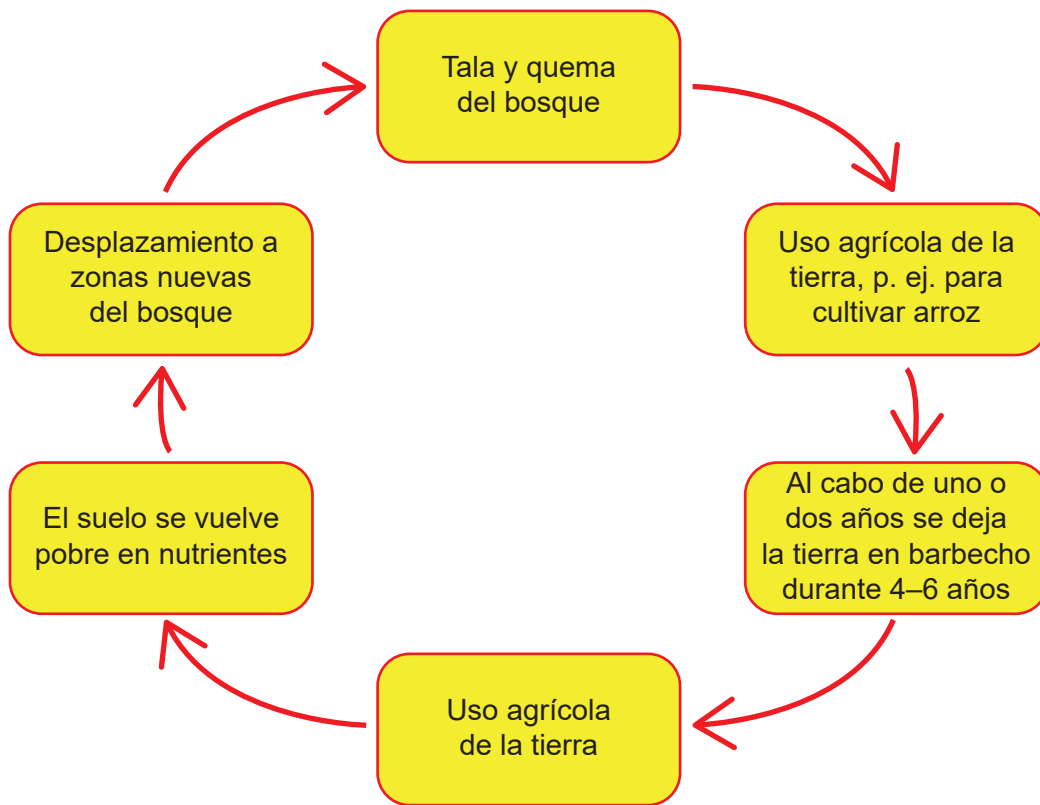 Tala y quema
del bosque
Uso agrícola de la
tierra, p. ej. para
cultivar arroz
Al cabo de uno o
dos años se deja
la tierra en barbecho
durante 4–6 años
Uso agrícola
de la tierra
El suelo se vuelve
pobre en nutrientes
Desplazamiento a
zonas nuevas
del bosque